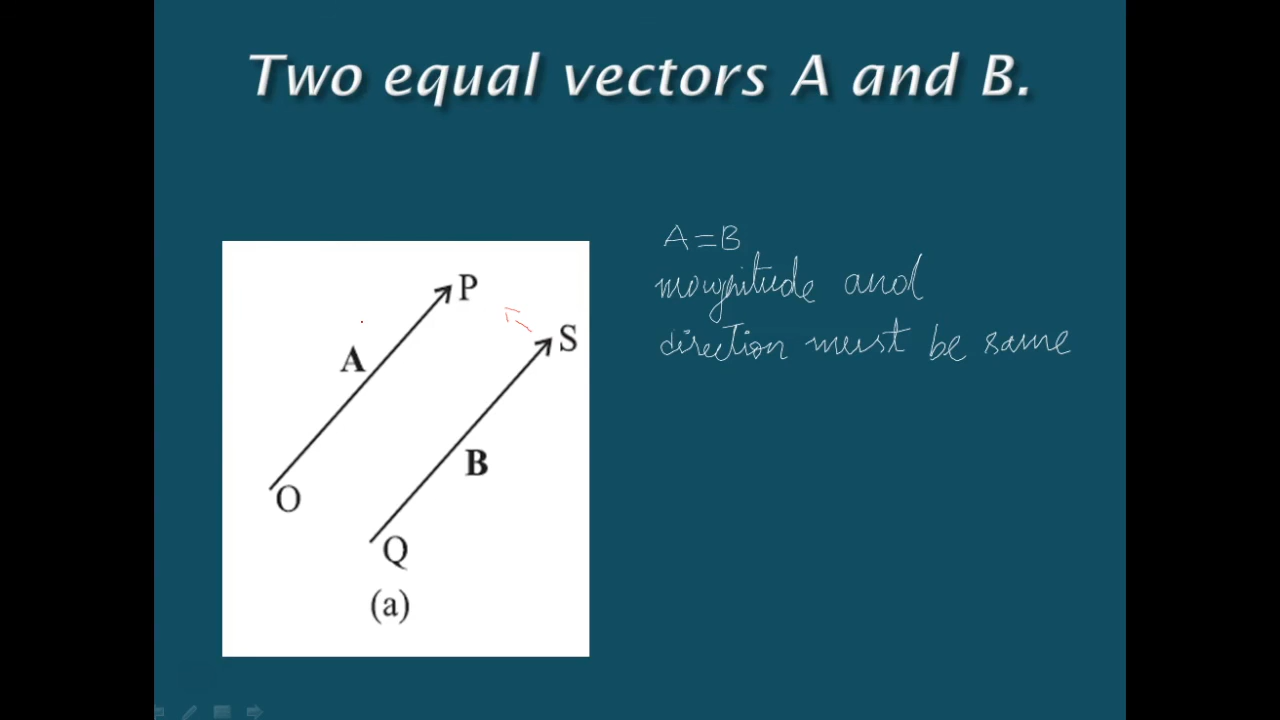 Two equal vectors A and B.
A = B
magnitude and
direction must be same
P
S
A
B
O
Q
(a)